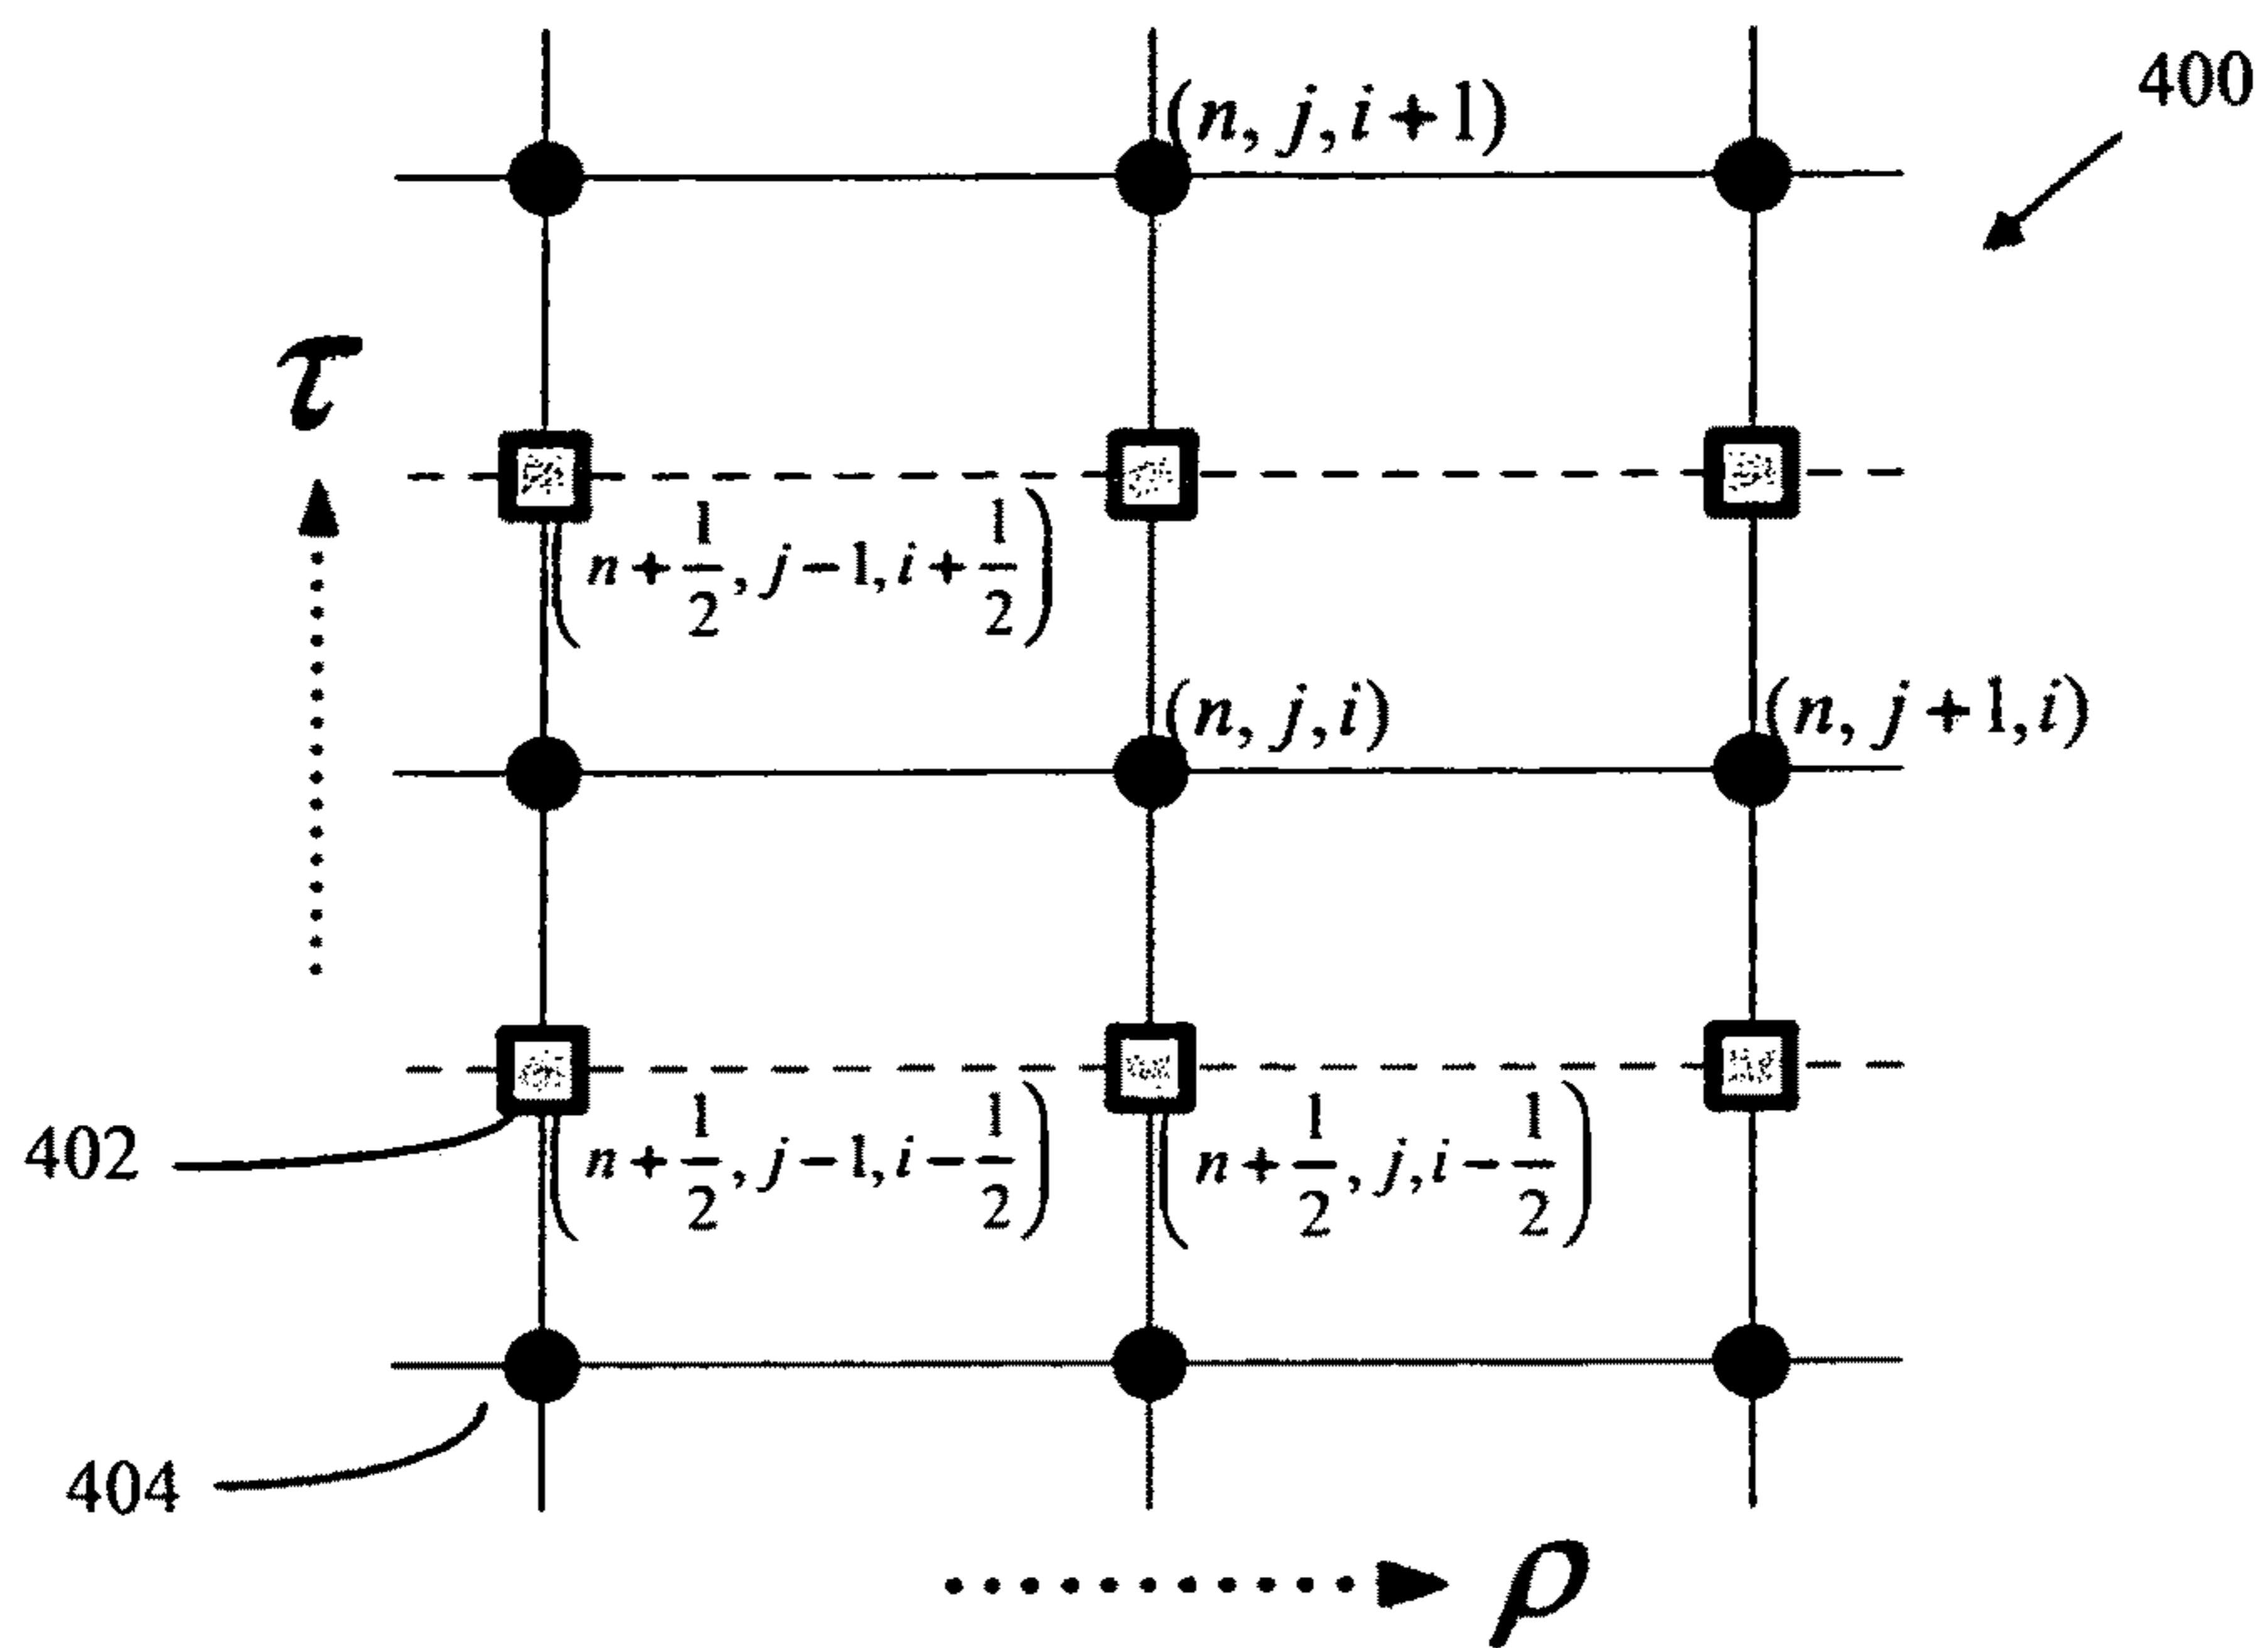 (n, j, i + 1)
400
τ
(n + 1/2, j − 1, i + 1/2)
(n, j, i)
(n, j + 1, i)
402
(n + 1/2, j − 1, i − 1/2)
(n + 1/2, j, i − 1/2)
404
ρ